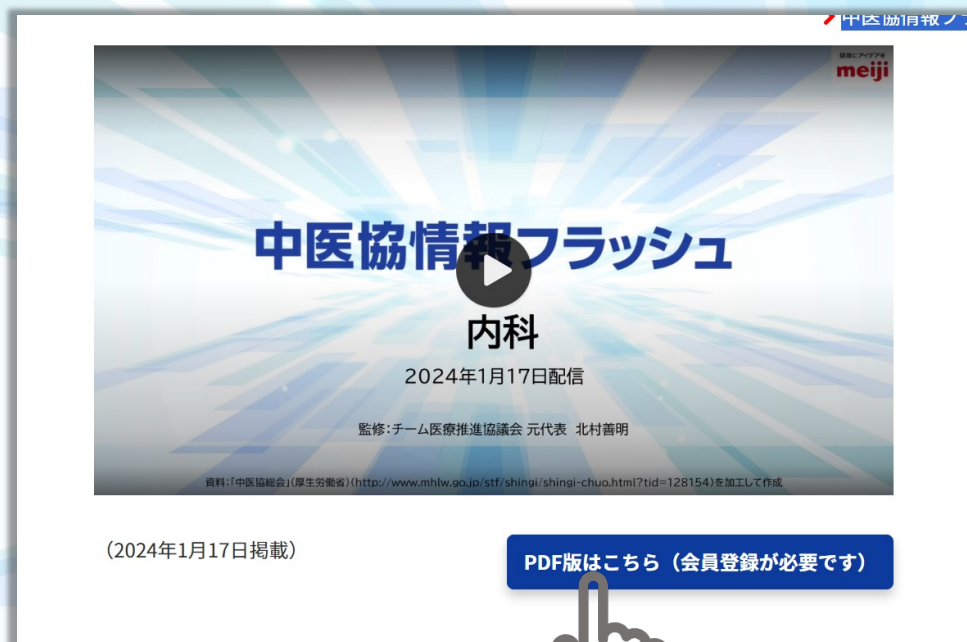 中医協情報フラ
健康にアイデアを
meiji
中医協情報フラッシュ
内科
2024年1月17日配信
監修:チーム医療推進協議会 元代表 北村善明
資料:「中医協総会」(厚生労働省)(http://www.mhlw.go.jp/stf/shingi/shingi-chuo.html?tid=128154)を加工して作成
(2024年1月17日掲載)
PDF版はこちら(会員登録が必要です)